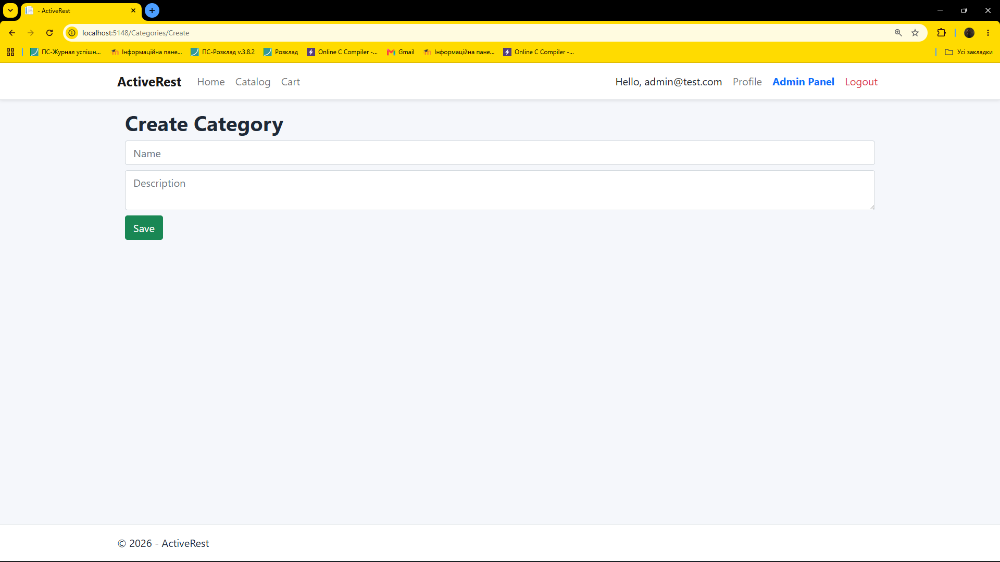 - ActiveRest
localhost:5148/Categories/Create
ПС-Журнал успішн...
Інформаційна пане...
ПС-Розклад v.3.8.2
Розклад
Online C Compiler -...
Gmail
Інформаційна пане...
Online C Compiler -...
Усі закладки
ActiveRest Home Catalog Cart Hello, admin@test.com Profile Admin Panel Logout
Create Category
Name
Description
Save
© 2026 - ActiveRest